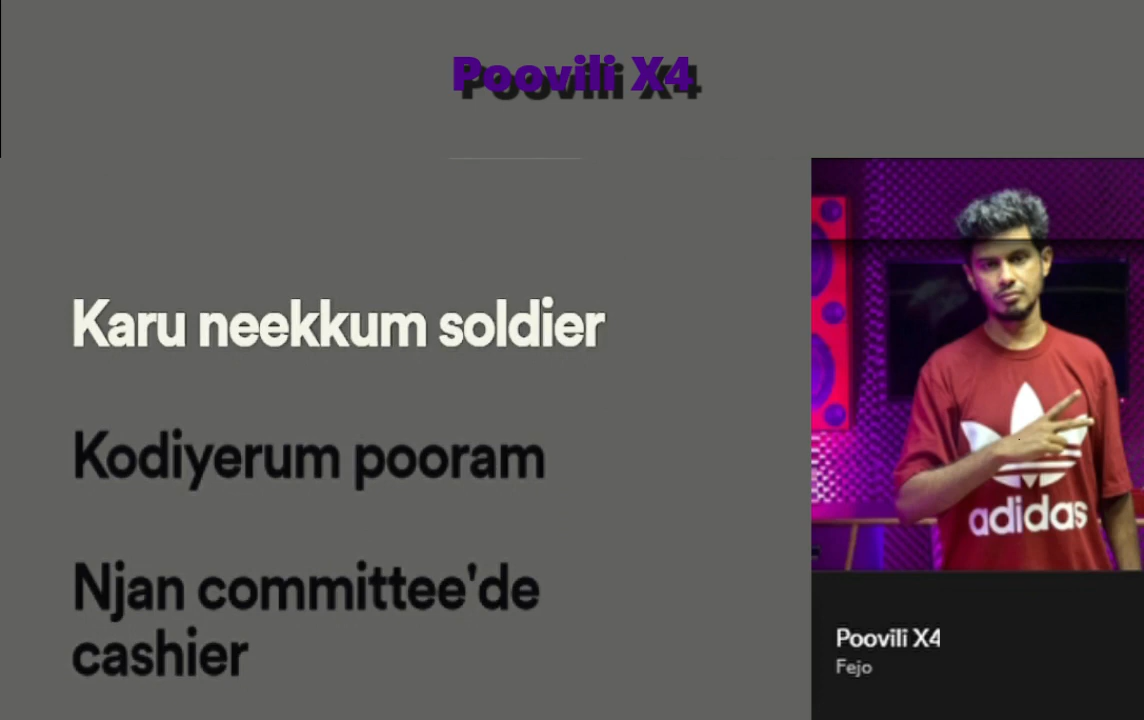 Poovili X4
Karu neekkum soldier
Kodiyerum pooram
Njan committee'de
cashier
adidas
Poovili X4
Fejo